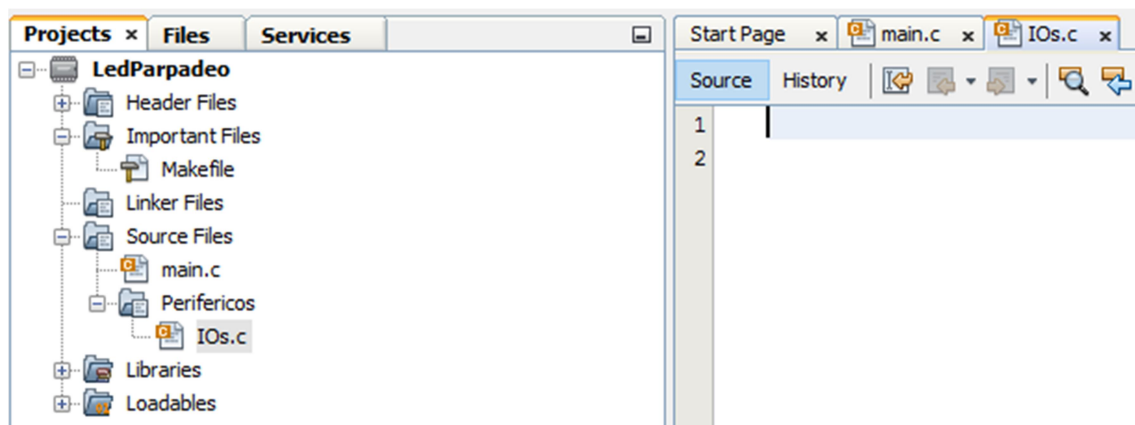 Projects x Files Services
LedParpadeo
Header Files
Important Files
Makefile
Linker Files
Source Files
main.c
Perifericos
IOs.c
Libraries
Loadables
Start Page x main.c x IOs.c x
Source History
1
2